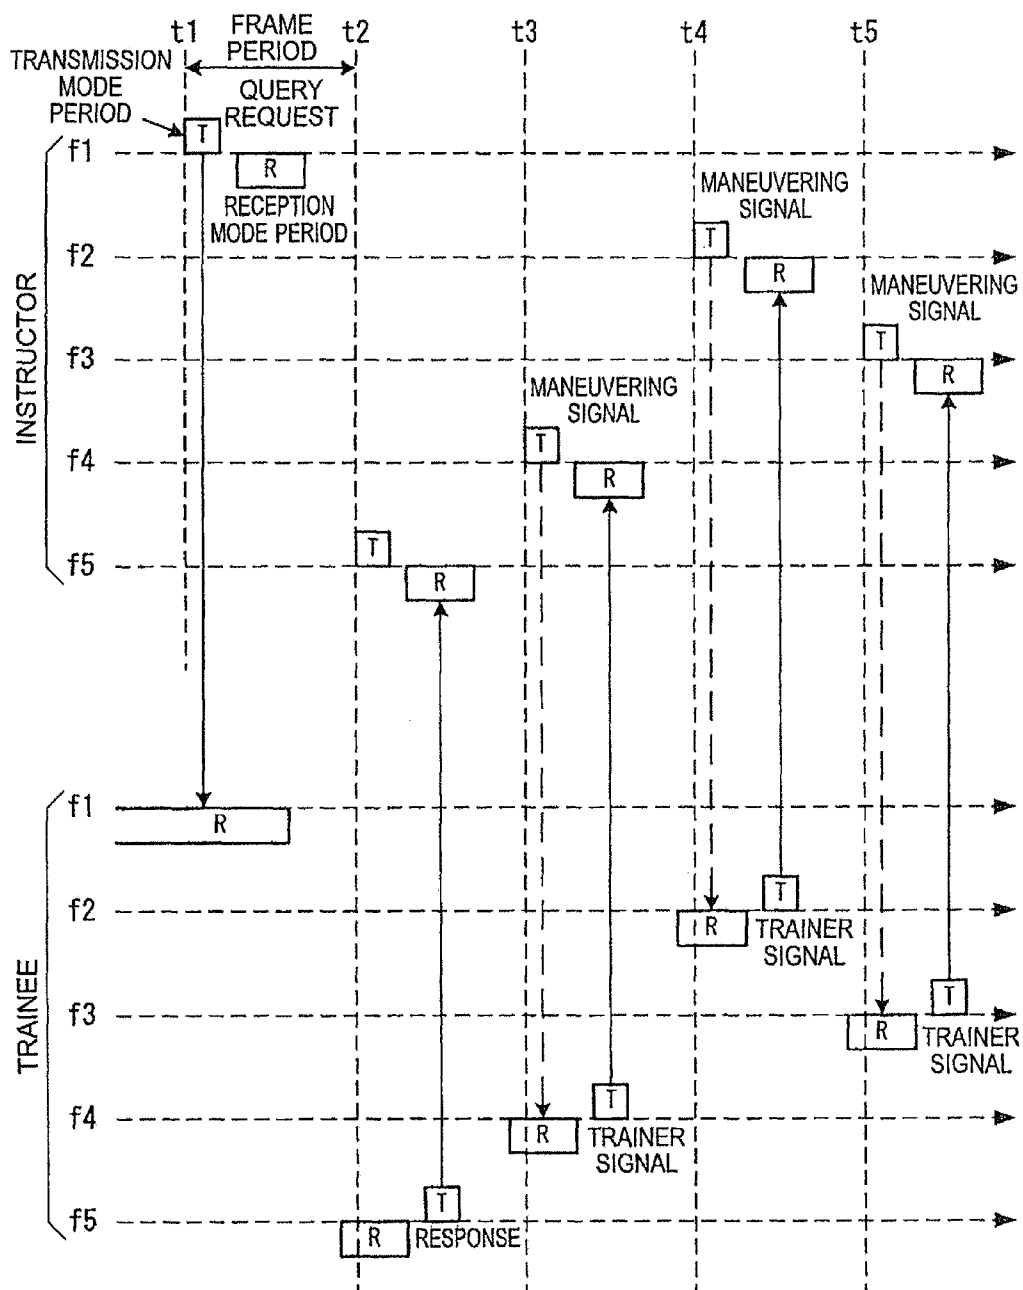 t1 FRAME PERIOD t2 t3 t4 t5
TRANSMISSION
MODE
PERIOD
QUERY
REQUEST
T
f1
R
RECEPTION
MODE PERIOD
MANEUVERING
SIGNAL
T
f2
R
MANEUVERING
SIGNAL
T
f3
R
INSTRUCTOR
MANEUVERING
SIGNAL
T
f4
R
T
f5
R
f1
R
T
f2
R
TRAINER
SIGNAL
TRAINEE
T
f3
R
TRAINER
SIGNAL
T
f4
R
TRAINER
SIGNAL
T
f5
R
RESPONSE